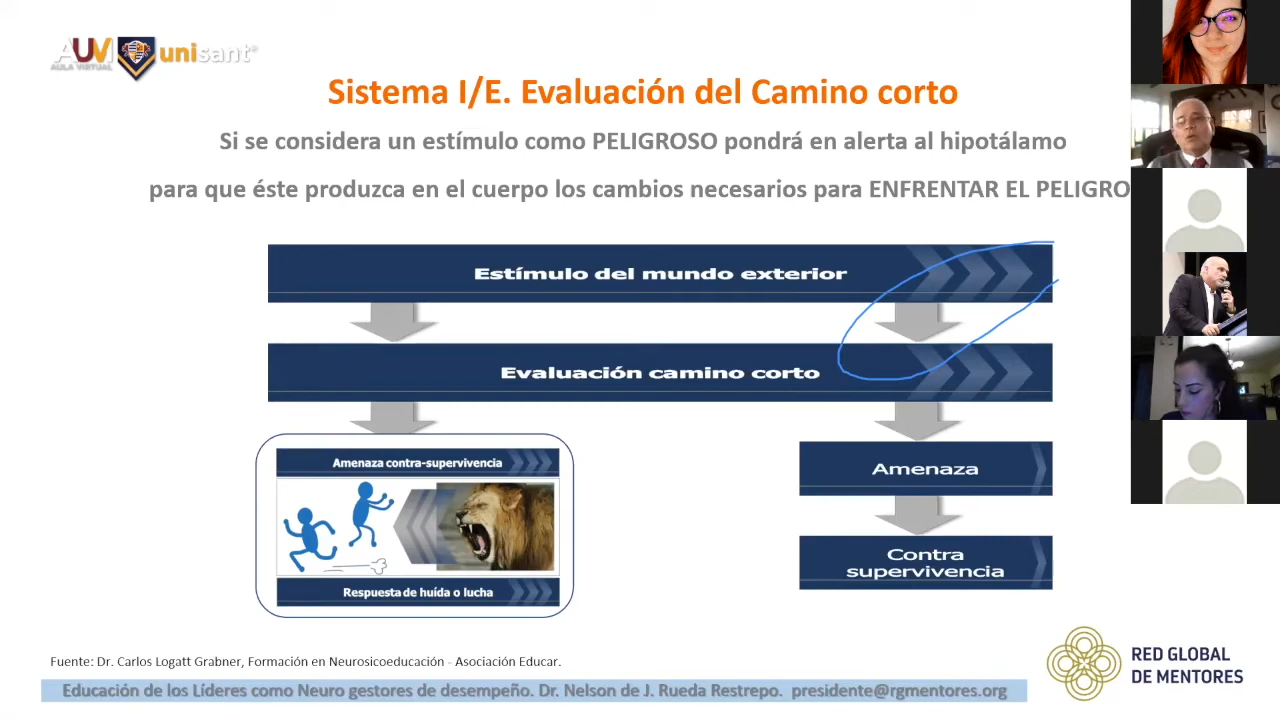 AUV
AULA VIRTUAL
unisant®
Sistema I/E. Evaluación del Camino corto
Si se considera un estímulo como PELIGROSO pondrá en alerta al hipotálamo
para que éste produzca en el cuerpo los cambios necesarios para ENFRENTAR EL PELIGRO
Estímulo del mundo exterior
Evaluación camino corto
Amenaza contra-supervivencia
Respuesta de huída o lucha
Amenaza
Contra
supervivencia
Fuente: Dr. Carlos Logatt Grabner, Formación en Neurosicoeducación - Asociación Educar.
Educación de los Líderes como Neuro gestores de desempeño. Dr. Nelson de J. Rueda Restrepo. presidente@rgmentores.org
RED GLOBAL
DE MENTORES